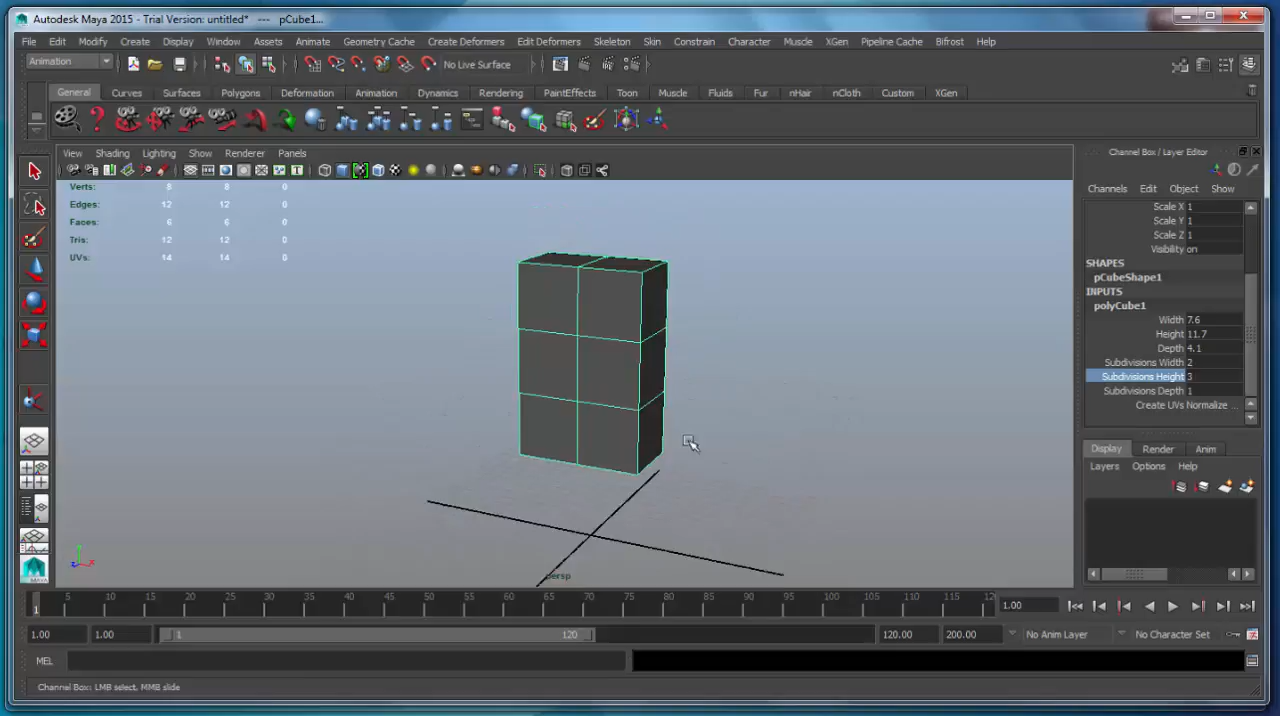 Autodesk Maya 2015 - Trial Version: untitled* --- pCube1...
File Edit Modify Create Display Window Assets Animate Geometry Cache Create Deformers Edit Deformers Skeleton Skin Constrain Character Muscle XGen Pipeline Cache Bifrost Help
Animation No Live Surface
General Curves Surfaces Polygons Deformation Animation Dynamics Rendering PaintEffects Toon Muscle Fluids Fur nHair nCloth Custom XGen
View Shading Lighting Show Renderer Panels
Verts: 8 8 0
Edges: 12 12 0
Faces: 6 6 0
Tris: 12 12 0
UVs: 14 14 0
persp
Channel Box / Layer Editor
Channels Edit Object Show
Scale X 1
Scale Y 1
Scale Z 1
Visibility on
SHAPES
pCubeShape1
INPUTS
polyCube1
Width 7.6
Height 11.7
Depth 4.1
Subdivisions Width 2
Subdivisions Height 3
Subdivisions Depth 1
Create UVs Normalize ...
Display Render Anim
Layers Options Help
MAYA
1 5 10 15 20 25 30 35 40 45 50 55 60 65 70 75 80 85 90 95 100 105 110 115 12 1.00
1.00 1.00 1 120 120.00 200.00 No Anim Layer No Character Set
MEL
Channel Box: LMB select, MMB slide